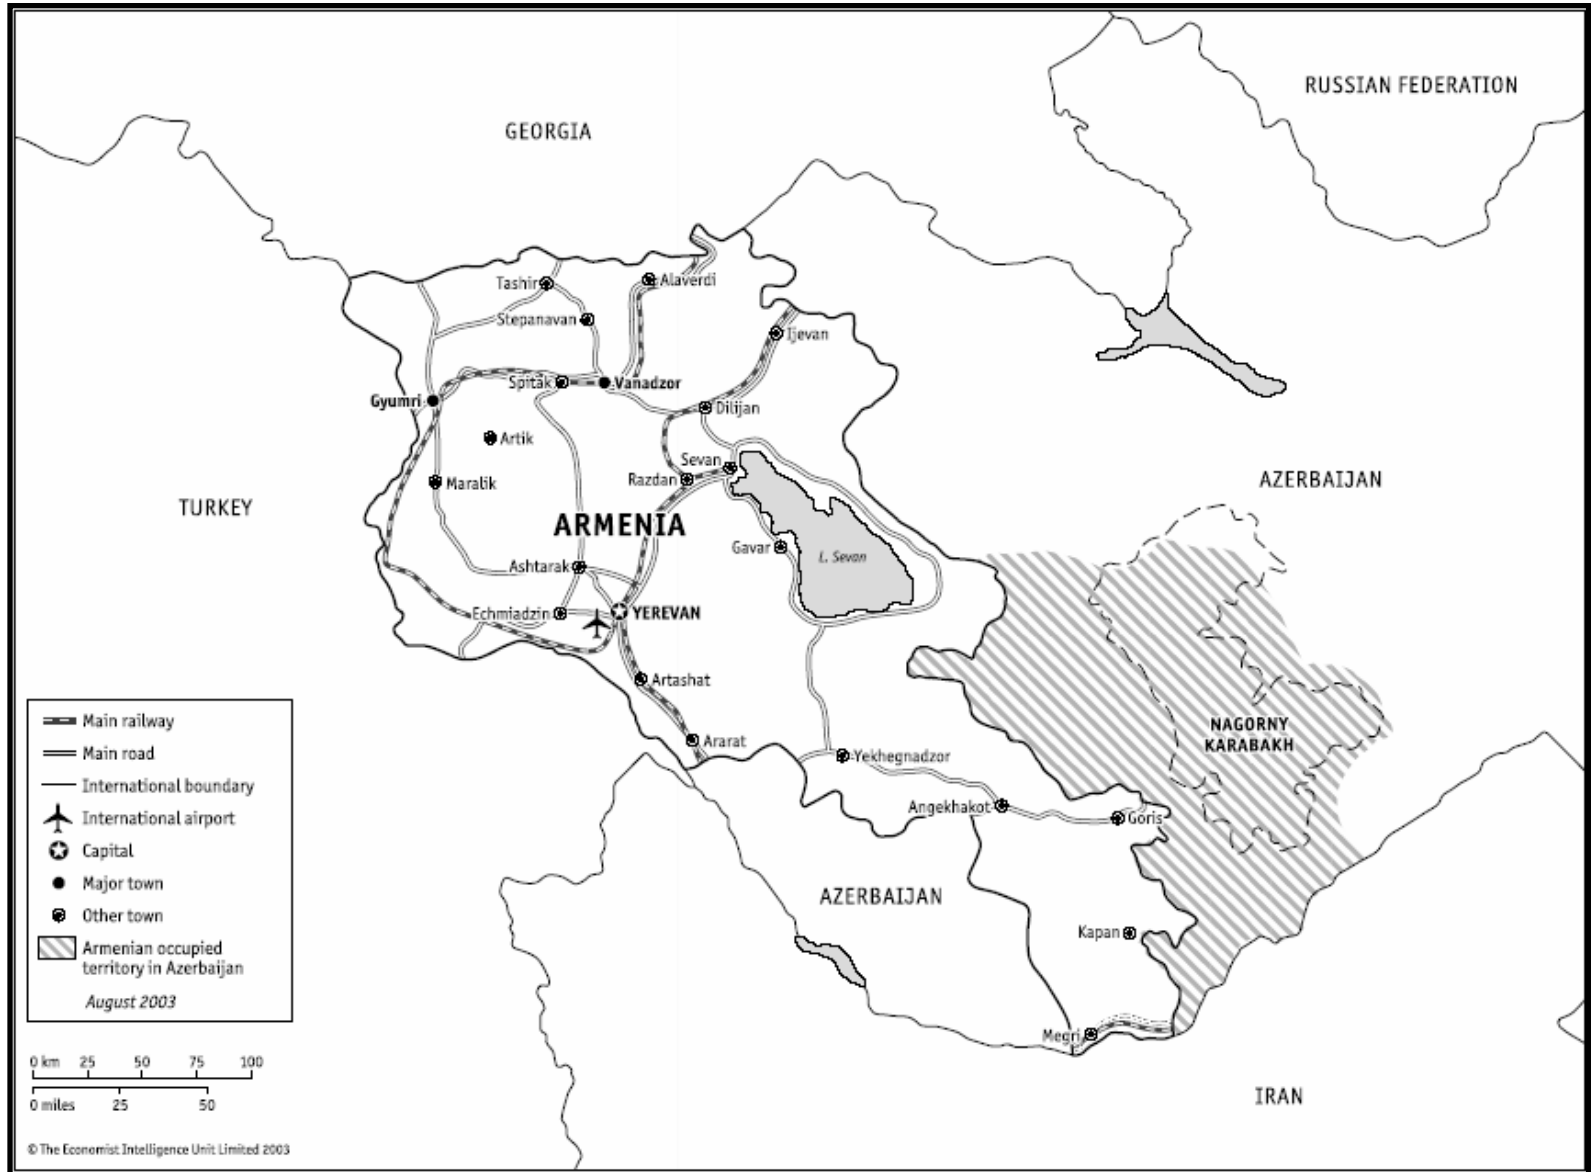 RUSSIAN FEDERATION
GEORGIA
Tashir
Alaverdi
Stepanavan
Ijevan
Spitak
Vanadzor
Gyumri
Dilijan
Artik
Sevan
Razdan
Maralik
AZERBAIJAN
TURKEY
ARMENIA
Gavar
L. Sevan
Ashtarak
Echmiadzin
YEREVAN
Artashat
Ararat
NAGORNY
KARABAKH
Yekhegnadzor
Angekhakot
Goris
AZERBAIJAN
Kapan
Megri
IRAN
Main railway
Main road
International boundary
International airport
Capital
Major town
Other town
Armenian occupied
territory in Azerbaijan
August 2003
0 km 25 50 75 100
0 miles 25 50
© The Economist Intelligence Unit Limited 2003